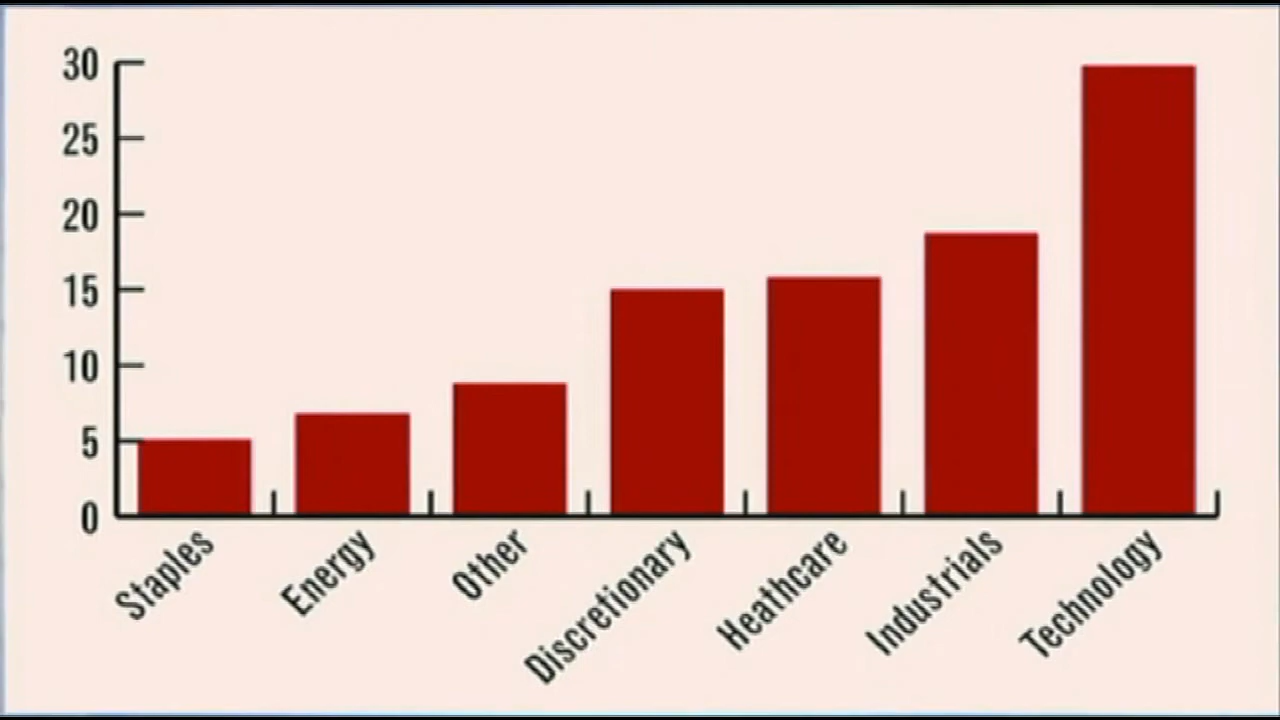 30
25
20
15
10
5
0
Staples
Energy
Other
Discretionary
Heathcare
Industrials
Technology